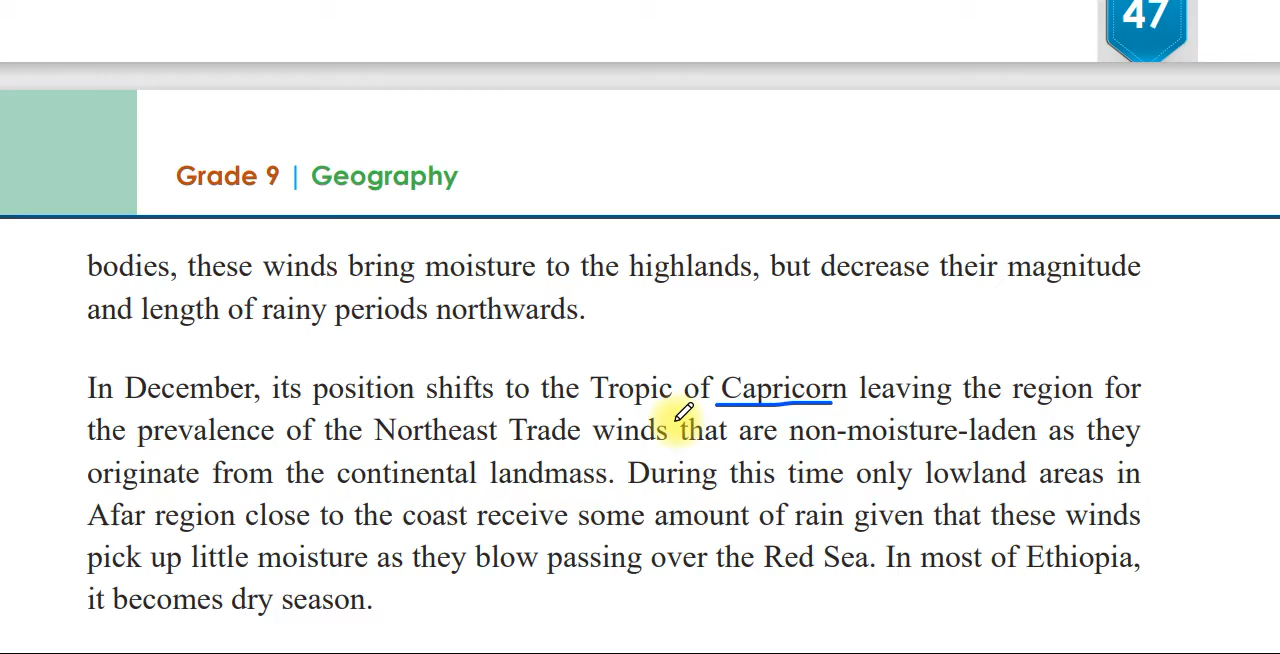 47
Grade 9 | Geography
bodies, these winds bring moisture to the highlands, but decrease their magnitude
and length of rainy periods northwards.
In December, its position shifts to the Tropic of Capricorn leaving the region for
the prevalence of the Northeast Trade winds that are non-moisture-laden as they
originate from the continental landmass. During this time only lowland areas in
Afar region close to the coast receive some amount of rain given that these winds
pick up little moisture as they blow passing over the Red Sea. In most of Ethiopia,
it becomes dry season.